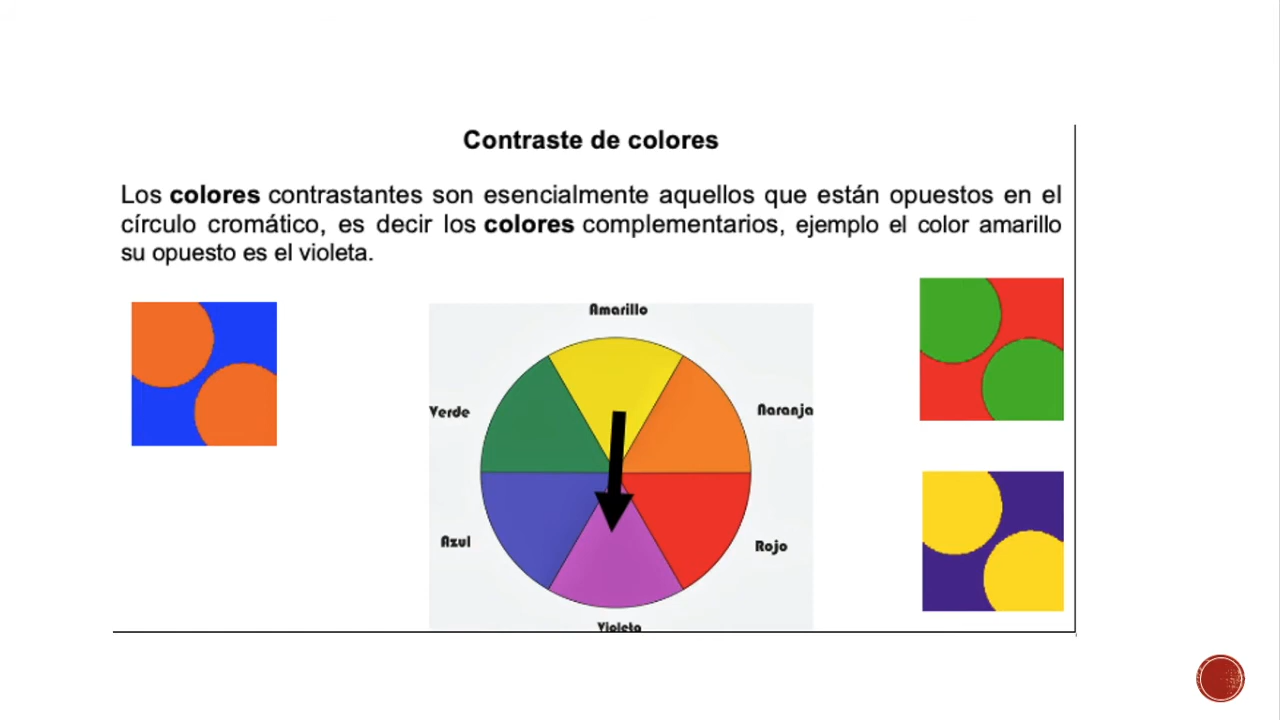 Contraste de colores
Los colores contrastantes son esencialmente aquellos que están opuestos en el
círculo cromático, es decir los colores complementarios, ejemplo el color amarillo
su opuesto es el violeta.
Amarillo
Verde
Naranja
Azul
Rojo
Violeta